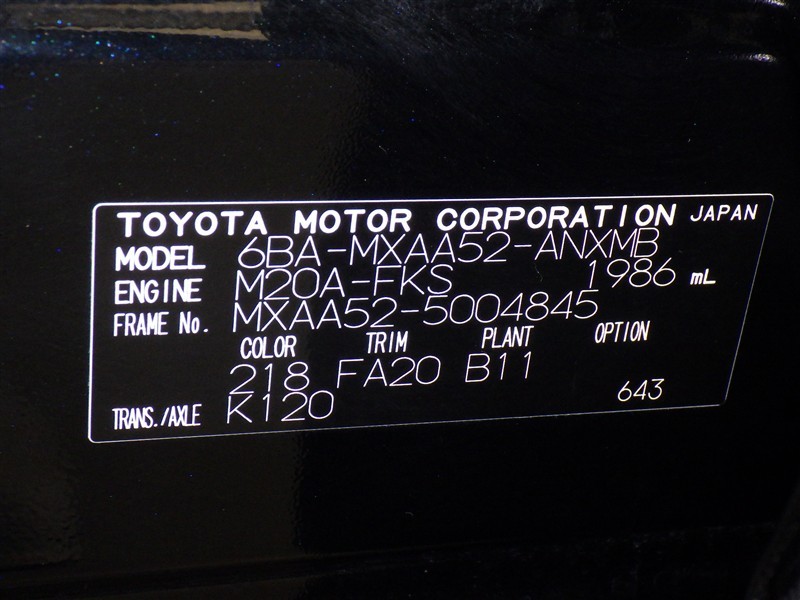 TOYOTA MOTOR CORPORATION JAPAN
MODEL 6BA-MXAA52-ANXMB
ENGINE M20A-FKS 1986 mL
FRAME No. MXAA52-5004845
COLOR TRIM PLANT OPTION
218 FA20 B11
TRANS./AXLE K120 643